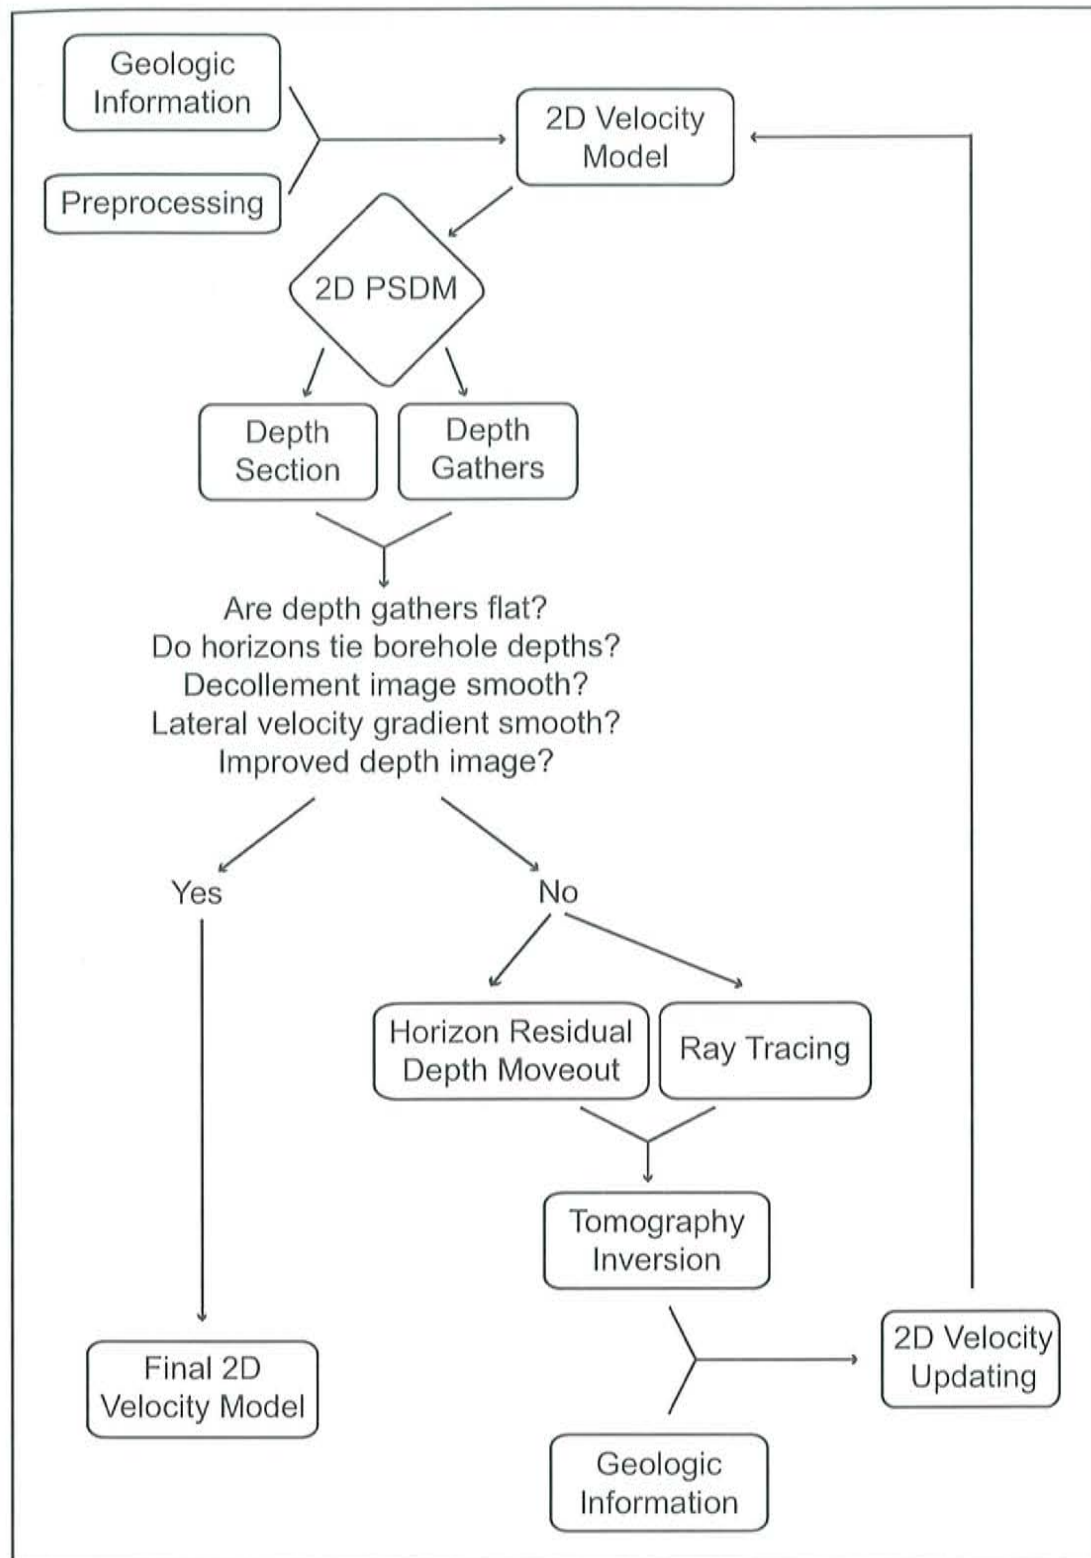 Geologic
Information
2D Velocity
Model
Preprocessing
2D PSDM
Depth
Section
Depth
Gathers
Are depth gathers flat?
Do horizons tie borehole depths?
Decollement image smooth?
Lateral velocity gradient smooth?
Improved depth image?
Yes
No
Horizon Residual
Depth Moveout
Ray Tracing
Tomography
Inversion
2D Velocity
Updating
Final 2D
Velocity Model
Geologic
Information